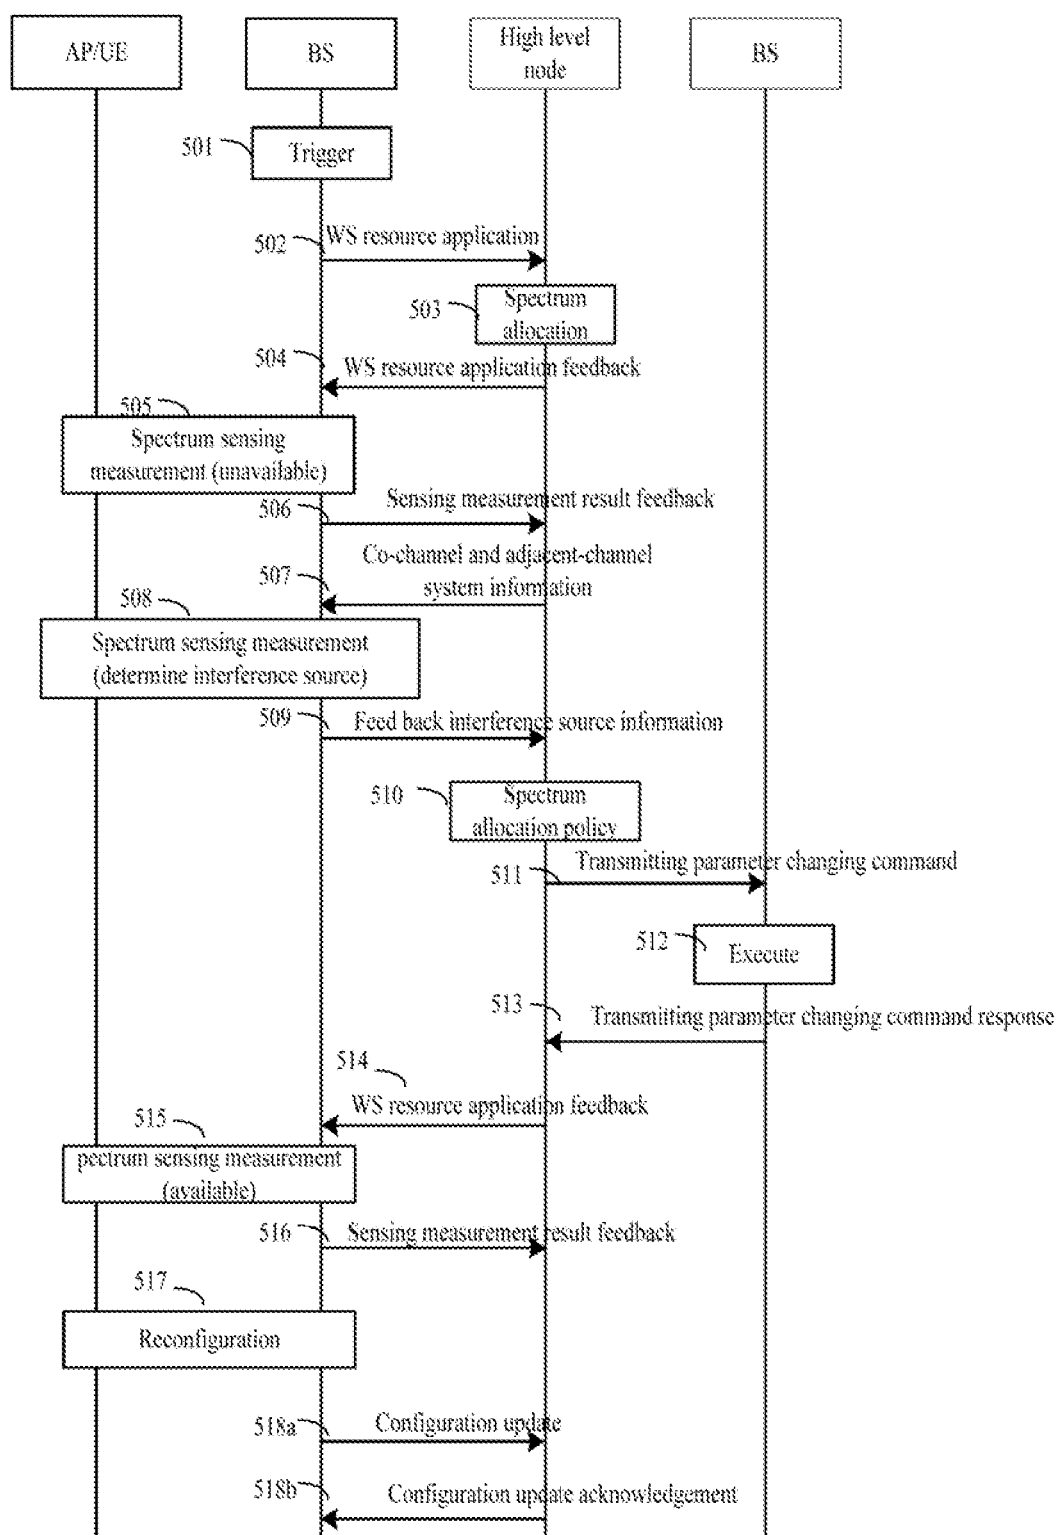 AP/UE
BS
High level
node
BS
501
Trigger
502
WS resource application
503
Spectrum
allocation
504
WS resource application feedback
505
Spectrum sensing
measurement (unavailable)
506
Sensing measurement result feedback
507
Co-channel and adjacent-channel
system information
508
Spectrum sensing measurement
(determine interference source)
509
Feed back interference source information
510
Spectrum
allocation policy
511
Transmitting parameter changing command
512
Execute
513
Transmitting parameter changing command response
514
WS resource application feedback
515
pectrum sensing measurement
(available)
516
Sensing measurement result feedback
517
Reconfiguration
518a
Configuration update
518b
Configuration update acknowledgement